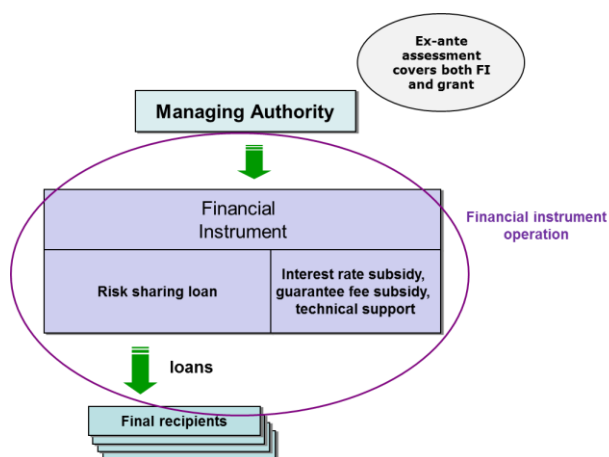 Ex-ante
assessment
covers both FI
and grant
Managing Authority
Financial
Instrument
Financial instrument
operation
Risk sharing loan
Interest rate subsidy,
guarantee fee subsidy,
technical support
loans
Final recipients